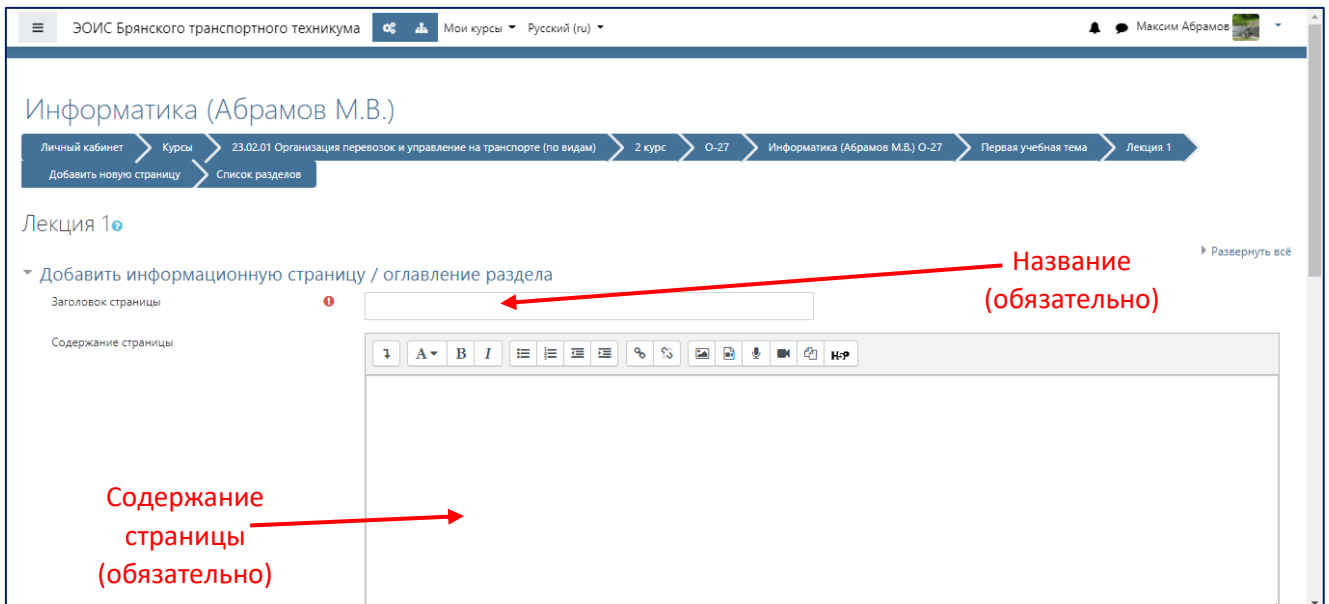 ЭОИС Брянского транспортного техникума Мои курсы Русский (ru) Максим Абрамов
Информатика (Абрамов М.В.)
Личный кабинет Курсы 23.02.01 Организация перевозок и управление на транспорте (по видам) 2 курс О-27 Информатика (Абрамов М.В.) О-27 Первая учебная тема Лекция 1
Добавить новую страницу Список разделов
Лекция 1
Развернуть всё
Добавить информационную страницу / оглавление раздела
Название
(обязательно)
Заголовок страницы
Содержание страницы
A B I H5P
Содержание
страницы
(обязательно)